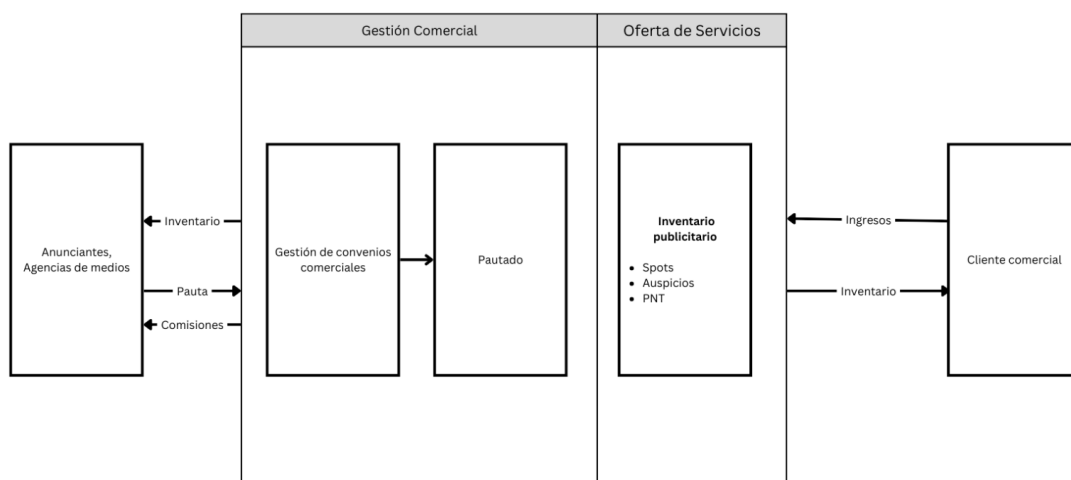 Gestión Comercial
Oferta de Servicios
Anunciantes,
Agencias de medios
Inventario
Pauta
Comisiones
Gestión de convenios
comerciales
Pautado
Inventario
publicitario
Spots
Auspicios
PNT
Ingresos
Inventario
Cliente comercial